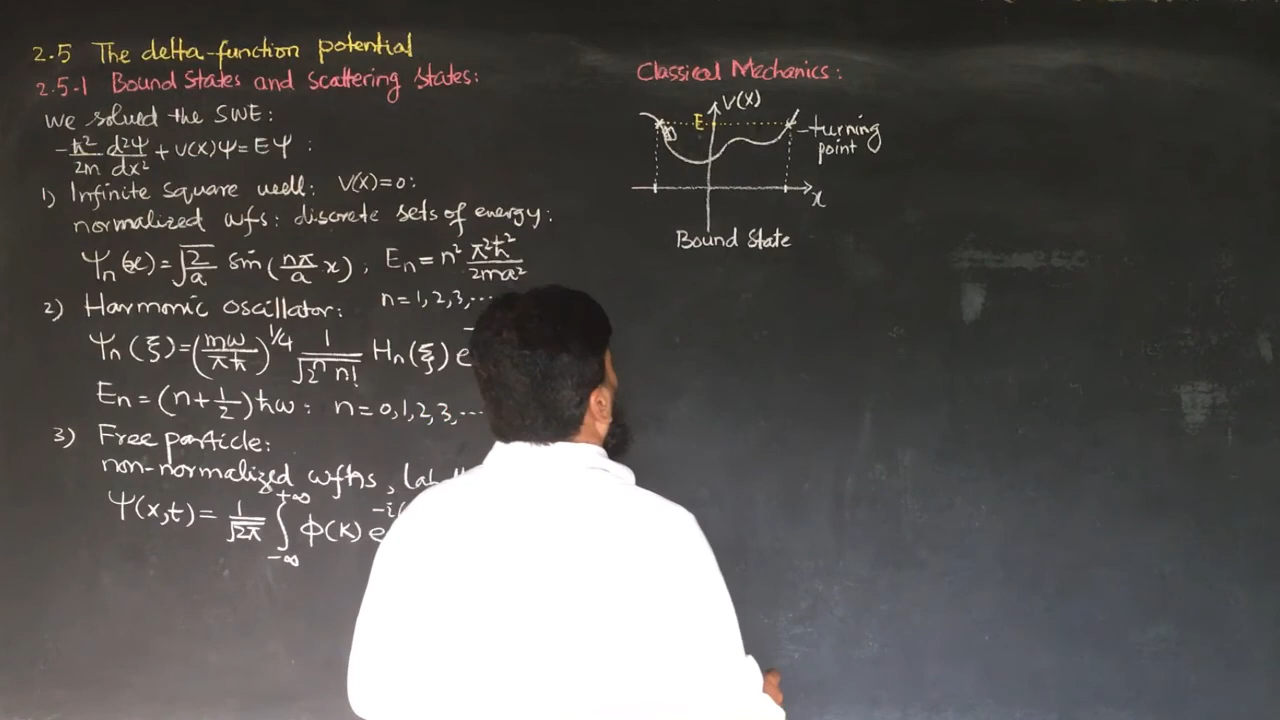 2.5 The delta-function potential
2.5-1 Bound States and Scattering States:
we solved the SWE:
-ℏ²/2m d²Ψ/dx² + V(x)Ψ = EΨ :
1) Infinite square well: V(x)=0:
normalized wfs: discrete sets of energy:
Ψn(x) = √(2/a) sin(nπ/a x) ; En = n² π²ℏ²/2ma²
n=1,2,3,...
2) Harmonic oscillator:
Ψn(ξ) = (mω/πℏ)^1/4 1/√(2ⁿ n!) Hn(ξ) e
En = (n+1/2)ℏω : n=0,1,2,3,...
3) Free particle:
non-normalized wfns,
Ψ(x,t) = 1/√2π ∫_{-∞}^{+∞} Φ(k) e
Classical Mechanics:
V(x)
E
turning
point
x
Bound State